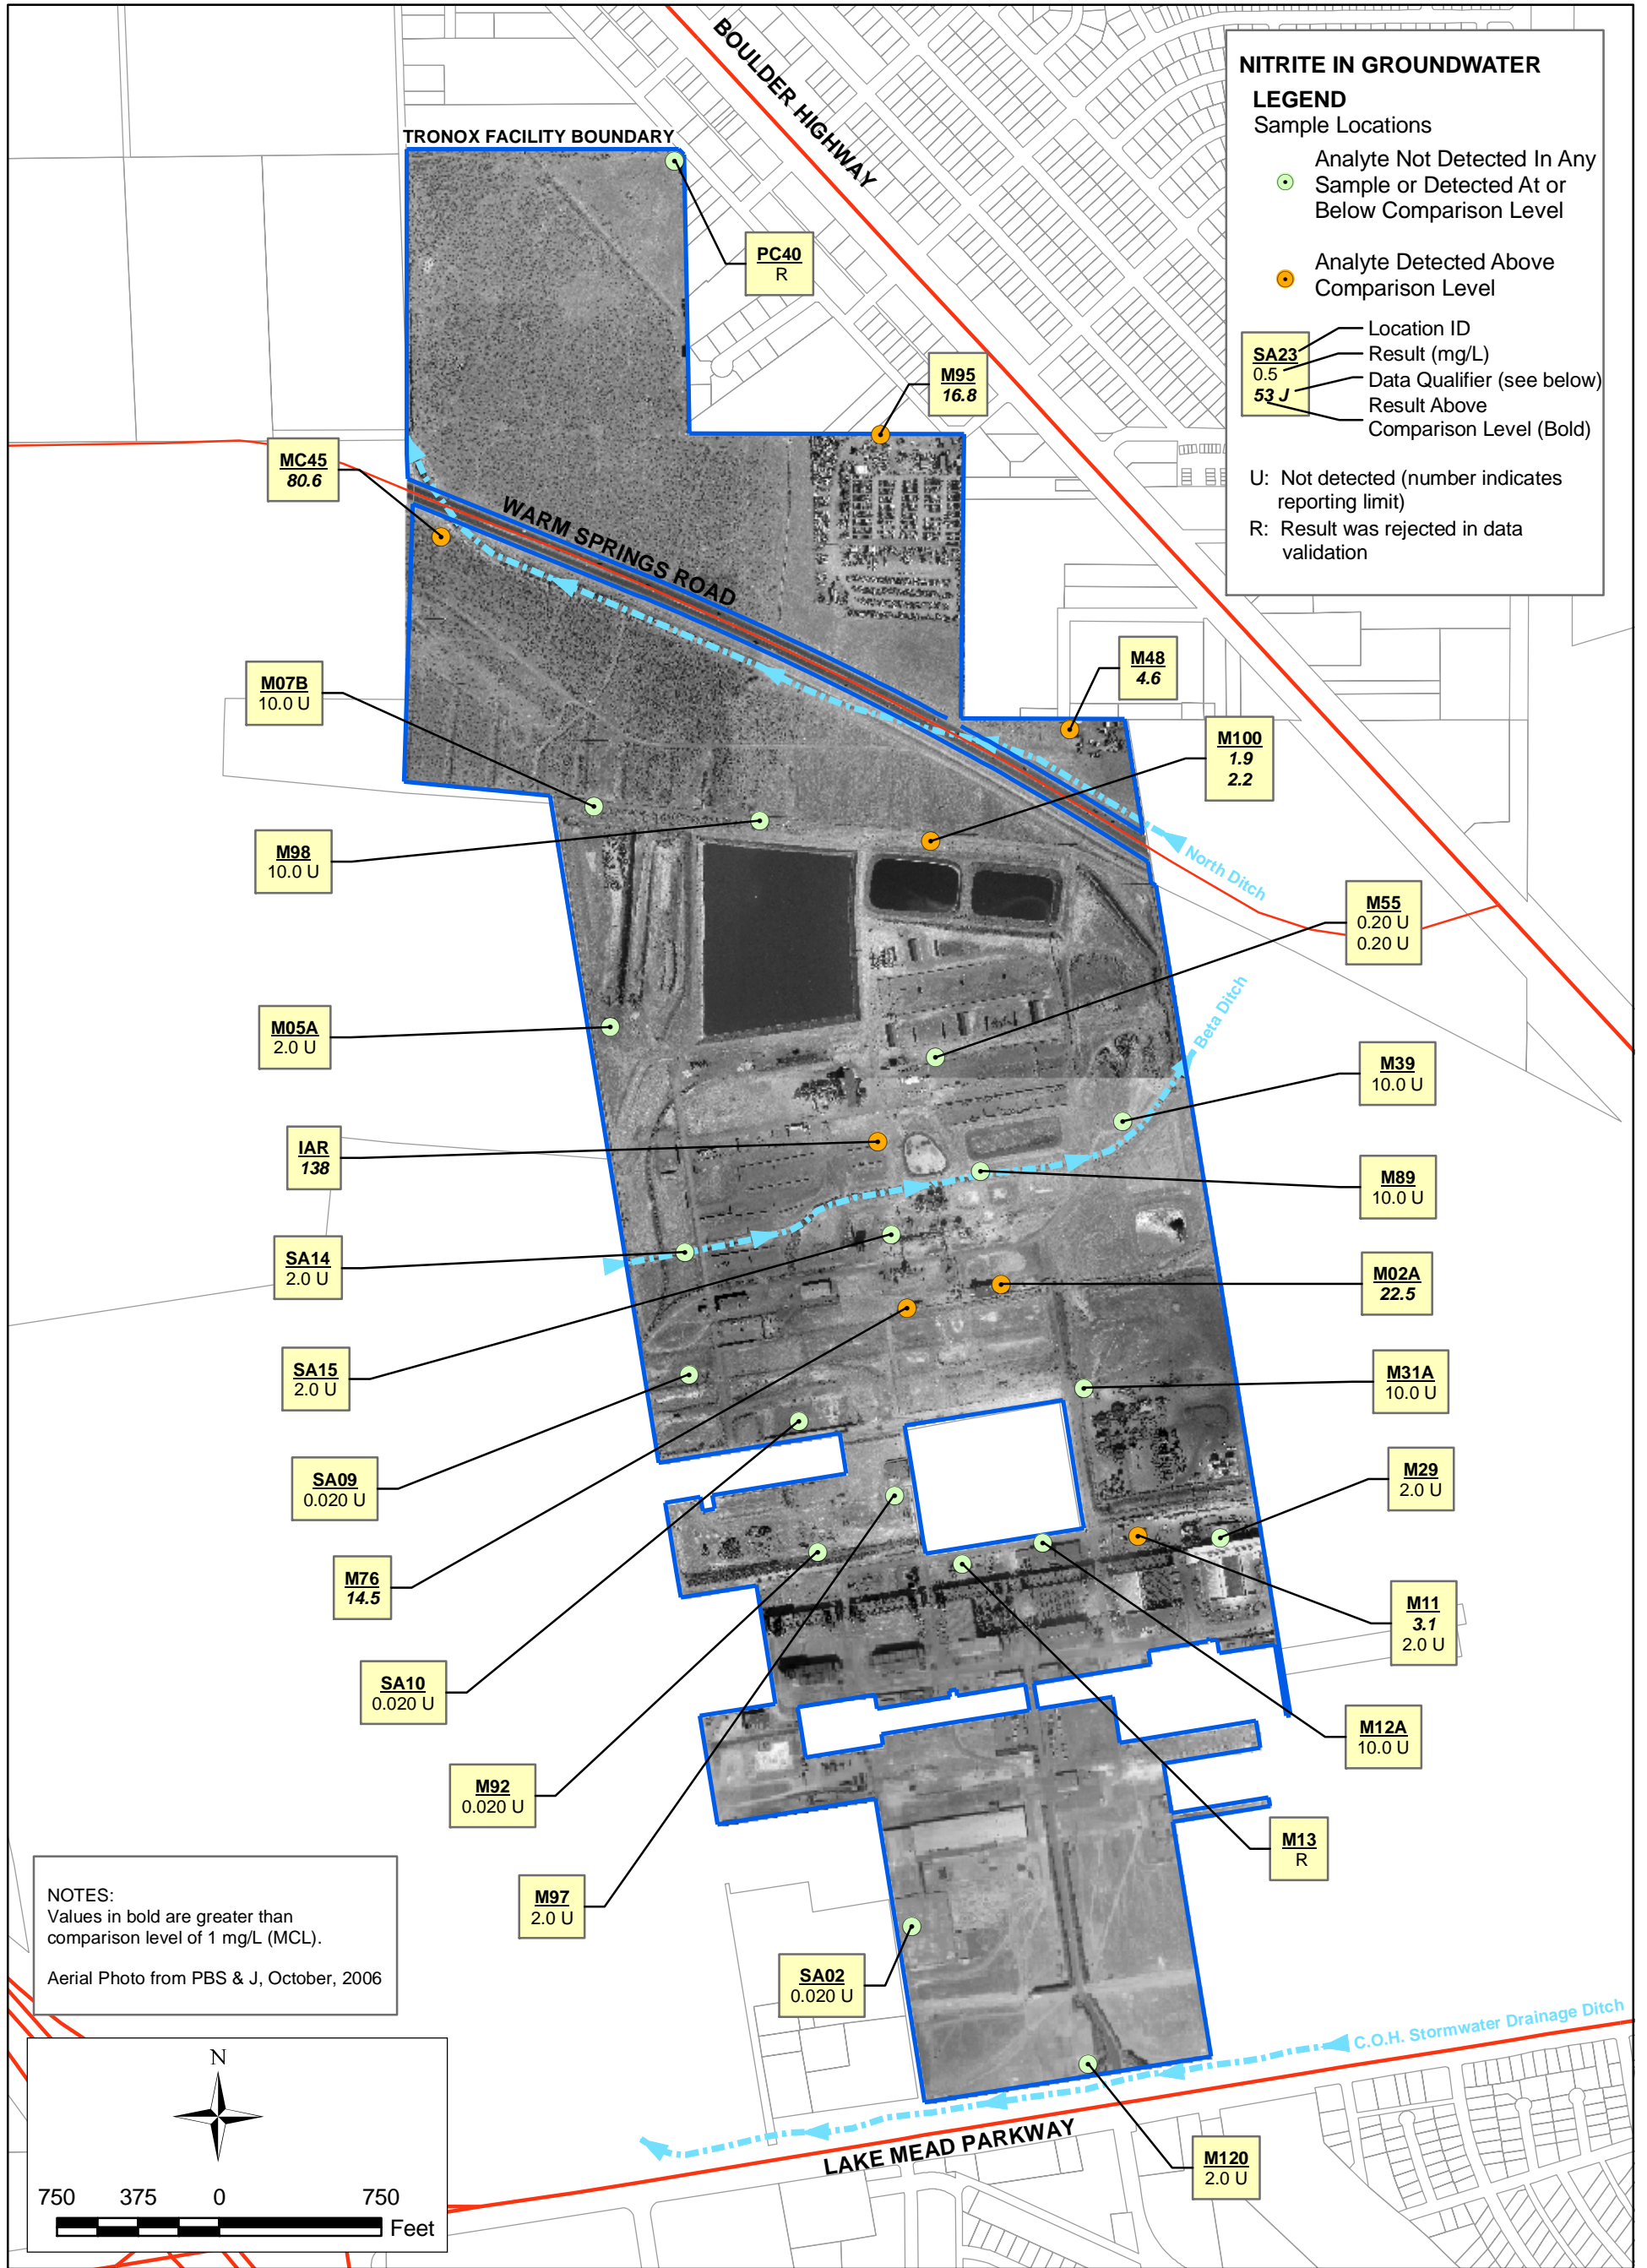 BOULDER HIGHWAY
NITRITE IN GROUNDWATER
LEGEND
Sample Locations
Analyte Not Detected In Any
Sample or Detected At or
Below Comparison Level
Analyte Detected Above
Comparison Level
SA23
0.5
53 J
Location ID
Result (mg/L)
Data Qualifier (see below)
Result Above
Comparison Level (Bold)
U: Not detected (number indicates
reporting limit)
R: Result was rejected in data
validation
TRONOX FACILITY BOUNDARY
PC40
R
M95
16.8
MC45
80.6
WARM SPRINGS ROAD
M48
4.6
M07B
10.0 U
M100
1.9
2.2
M98
10.0 U
North Ditch
M55
0.20 U
0.20 U
M05A
2.0 U
Beta Ditch
M39
10.0 U
IAR
138
M89
10.0 U
SA14
2.0 U
M02A
22.5
SA15
2.0 U
M31A
10.0 U
SA09
0.020 U
M29
2.0 U
M76
14.5
M11
3.1
2.0 U
SA10
0.020 U
M12A
10.0 U
M92
0.020 U
M13
R
M97
2.0 U
NOTES:
Values in bold are greater than
comparison level of 1 mg/L (MCL).
Aerial Photo from PBS & J, October, 2006
SA02
0.020 U
C.O.H. Stormwater Drainage Ditch
LAKE MEAD PARKWAY
M120
2.0 U
N
750 375 0 750
Feet